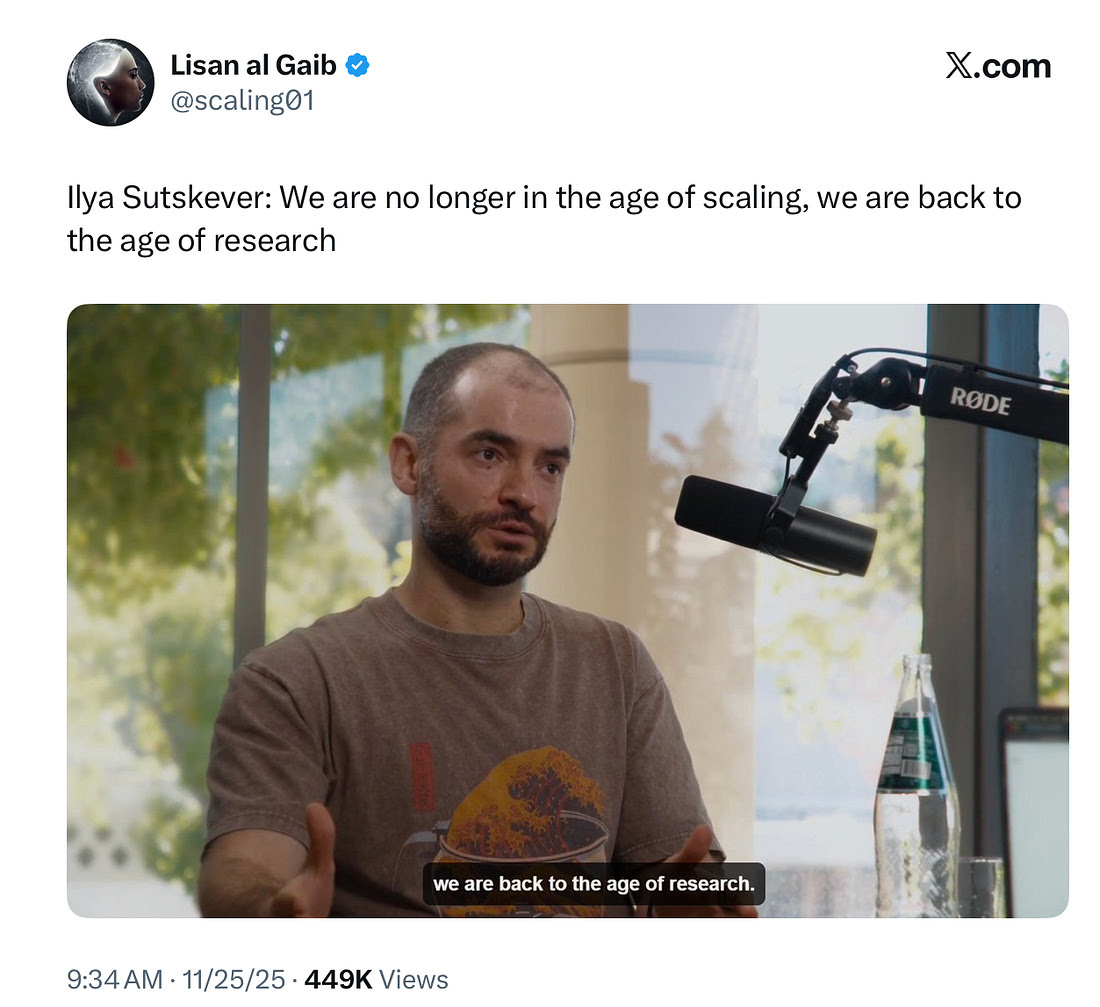 Lisan al Gaib
@scaling01
X.com
Ilya Sutskever: We are no longer in the age of scaling, we are back to
the age of research
RØDE
we are back to the age of research.
9:34 AM · 11/25/25 · 449K Views